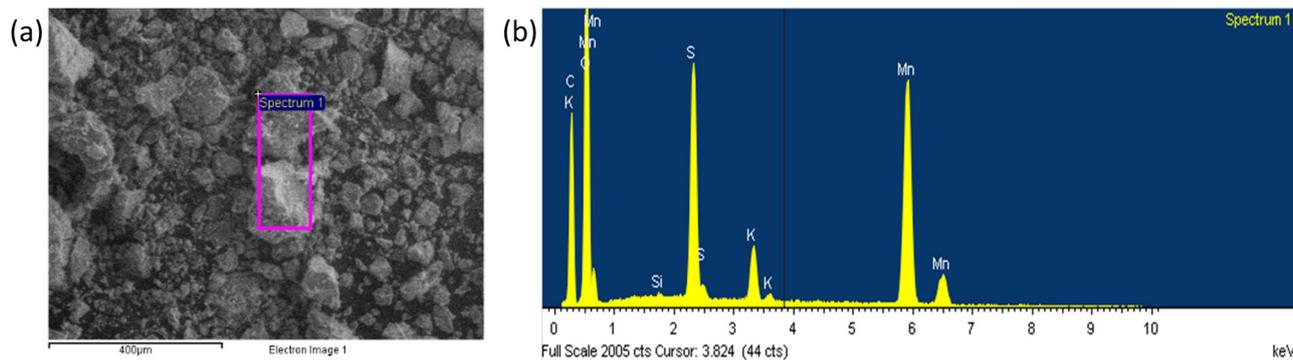 (a)
Spectrum 1
400µm
Electron Image 1
(b)
Spectrum 1
Mn
Mn
O
C
K
S
S
Si
K
K
Mn
Mn
0 1 2 3 4 5 6 7 8 9 10
Full Scale 2005 cts Cursor: 3.824 (44 cts)
keV